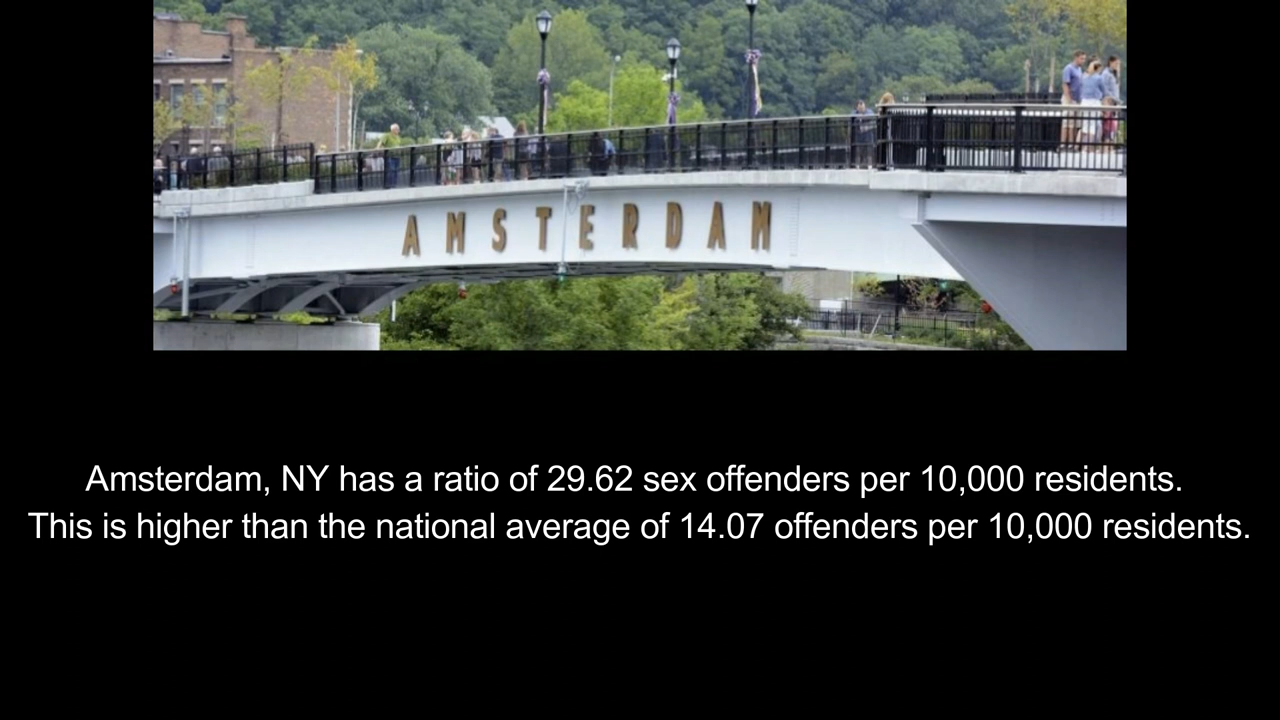 AMSTERDAM
Amsterdam, NY has a ratio of 29.62 sex offenders per 10,000 residents.
This is higher than the national average of 14.07 offenders per 10,000 residents.